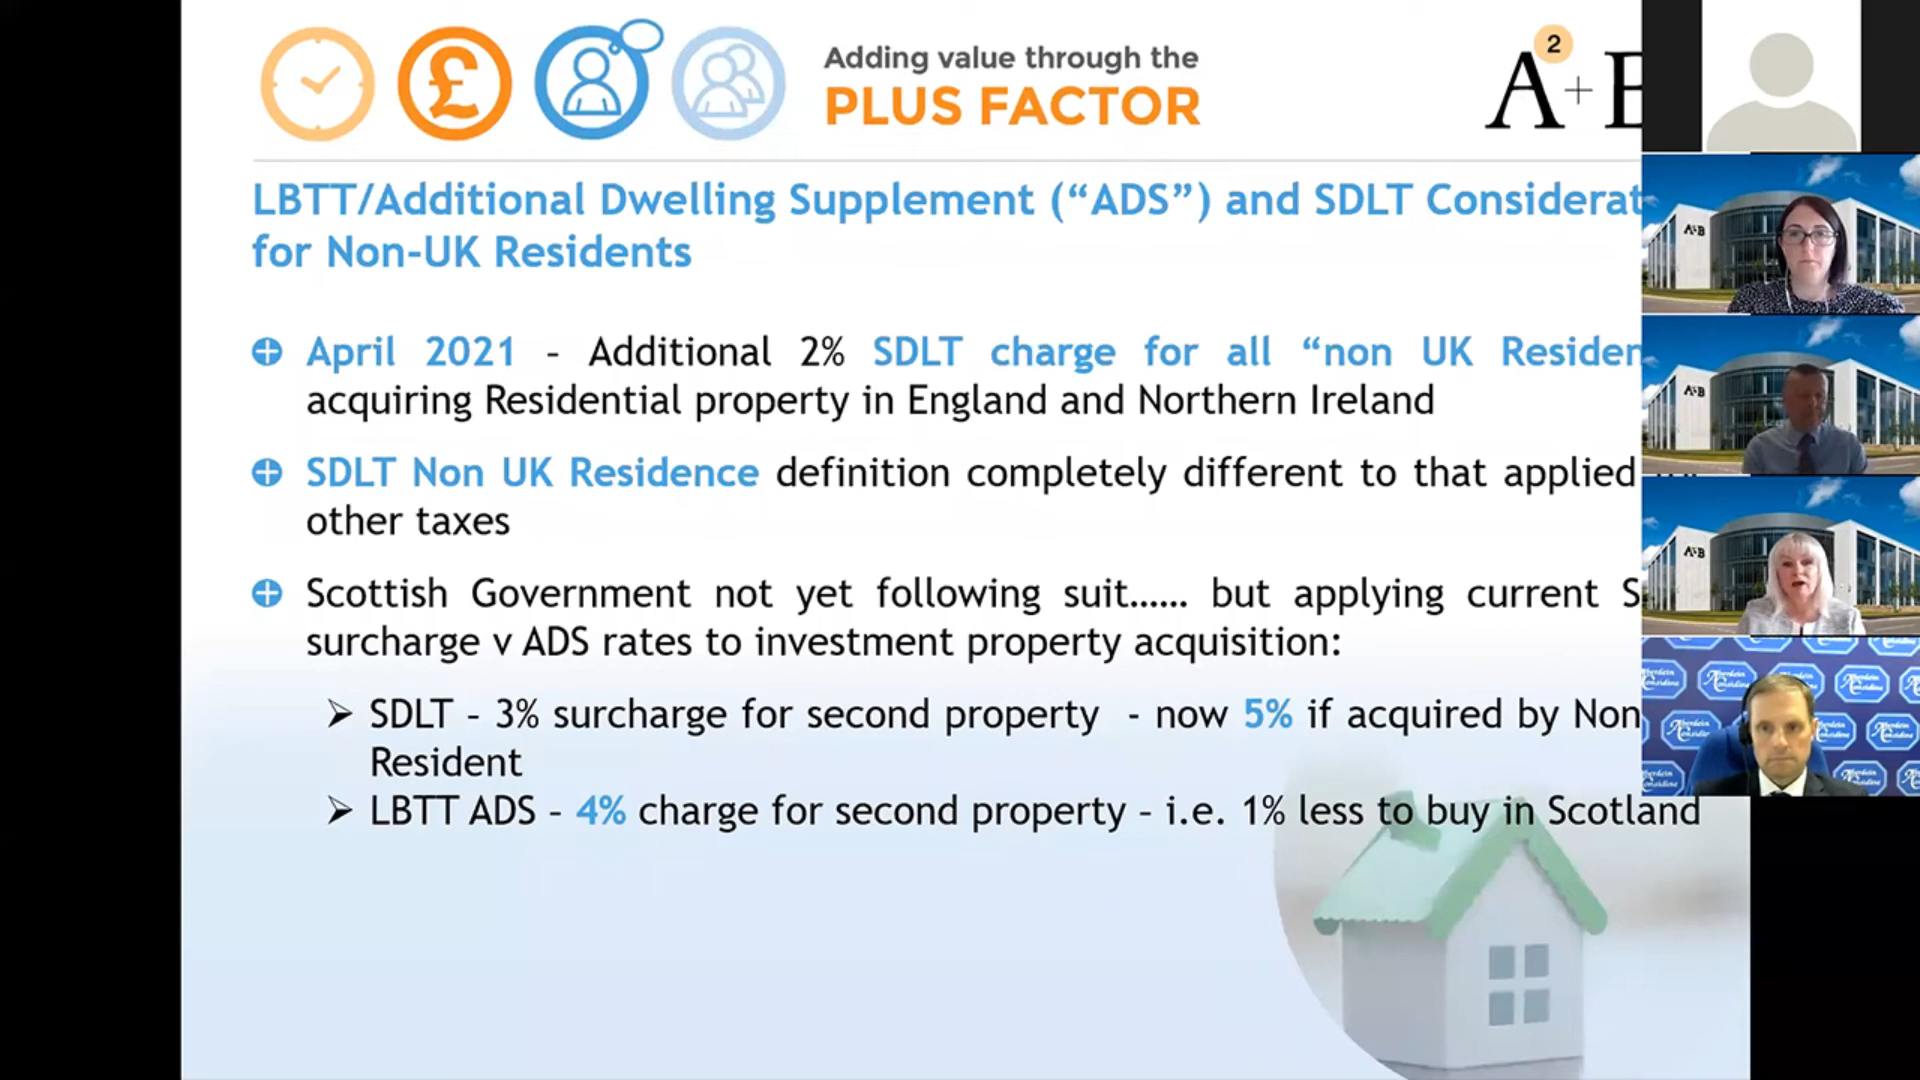 Adding value through the
PLUS FACTOR
A+B
2
LBTT/Additional Dwelling Supplement (“ADS”) and SDLT Considerat
for Non-UK Residents
April 2021 - Additional 2% SDLT charge for all “non UK Residen
acquiring Residential property in England and Northern Ireland
SDLT Non UK Residence definition completely different to that applied
other taxes
Scottish Government not yet following suit…… but applying current S
surcharge v ADS rates to investment property acquisition:
SDLT – 3% surcharge for second property - now 5% if acquired by Non
Resident
LBTT ADS – 4% charge for second property – i.e. 1% less to buy in Scotland
A+B
A+B
A+B
Aberdein
Considine